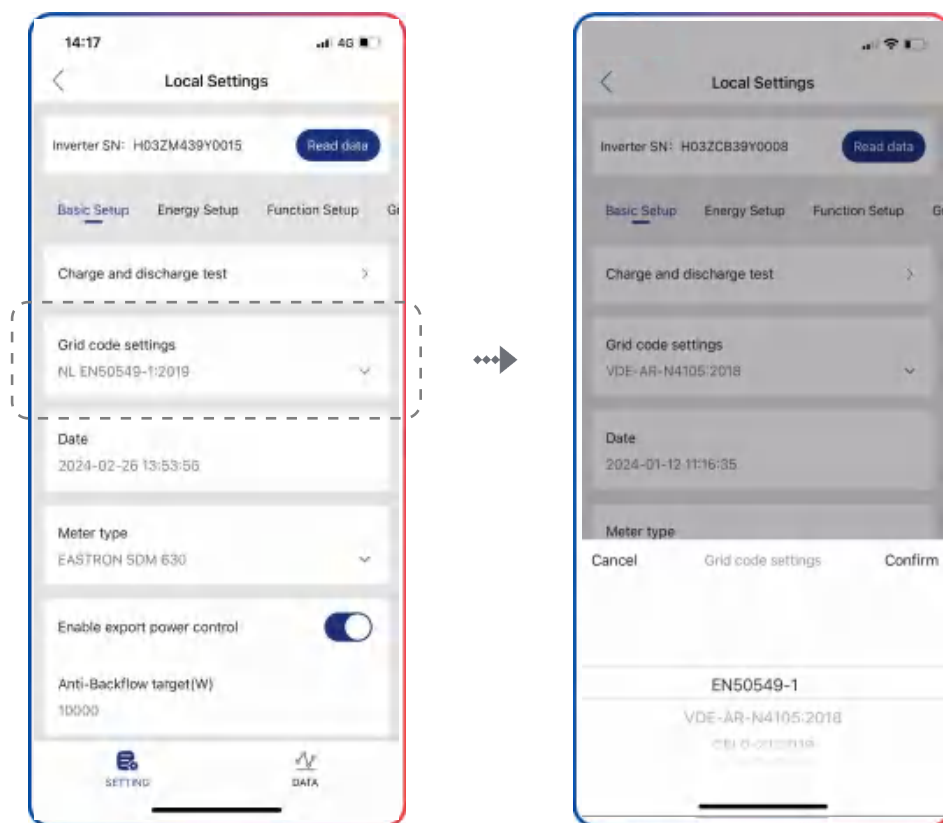 14:17
4G
Local Settings
Inverter SN: H03ZM439Y0015
Read data
Basic Setup Energy Setup Function Setup
Charge and discharge test
Grid code settings
NL EN50549-1:2019
Date
2024-02-26 13:53:56
Meter type
EASTRON SDM 630
Enable export power control
Anti-Backflow target(W)
10000
SETTING DATA
Local Settings
Inverter SN: H03ZCB39Y0008
Read data
Basic Setup Energy Setup Function Setup
Charge and discharge test
Grid code settings
VDE-AR-N4105:2018
Date
2024-01-12 11:16:35
Meter type
Cancel Grid code settings Confirm
EN50549-1
VDE-AR-N4105:2018